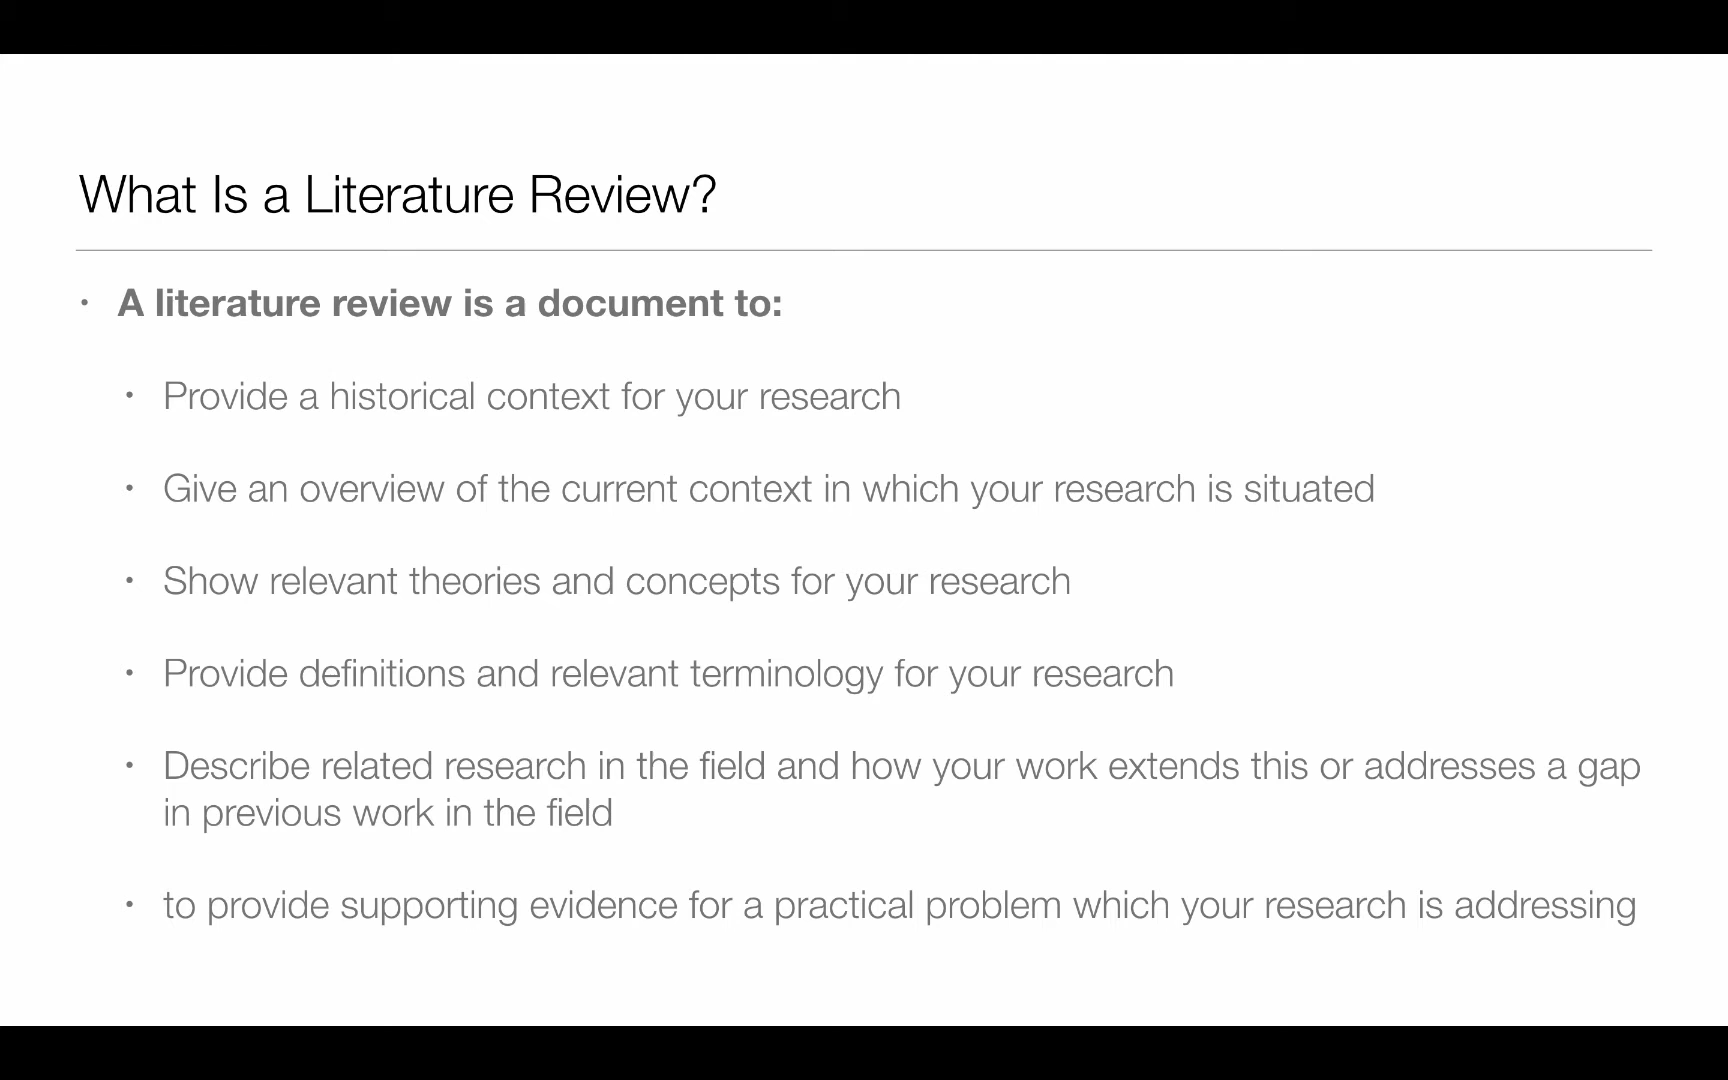 What Is a Literature Review?
• A literature review is a document to:
• Provide a historical context for your research
• Give an overview of the current context in which your research is situated
• Show relevant theories and concepts for your research
• Provide definitions and relevant terminology for your research
• Describe related research in the field and how your work extends this or addresses a gap
in previous work in the field
• to provide supporting evidence for a practical problem which your research is addressing